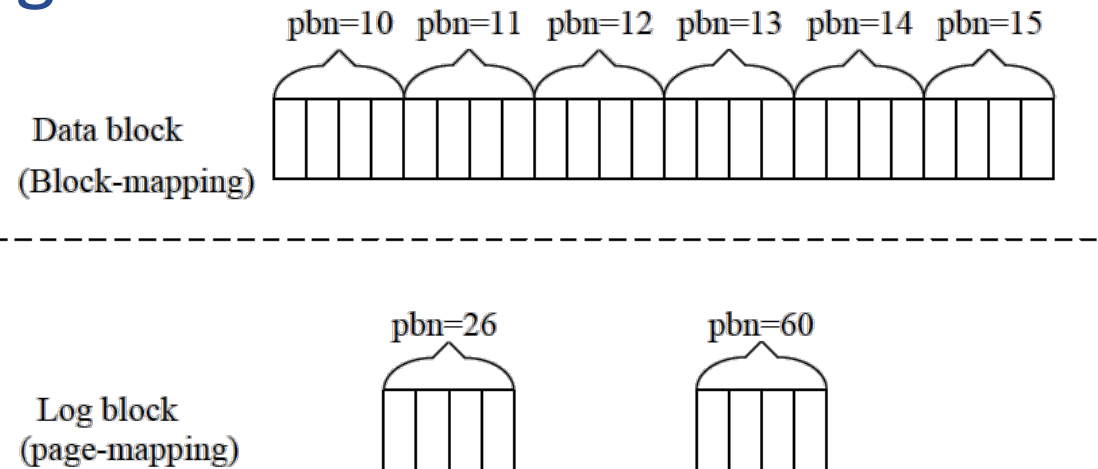 pbn=10 pbn=11 pbn=12 pbn=13 pbn=14 pbn=15
Data block
(Block-mapping)
pbn=26 pbn=60
Log block
(page-mapping)